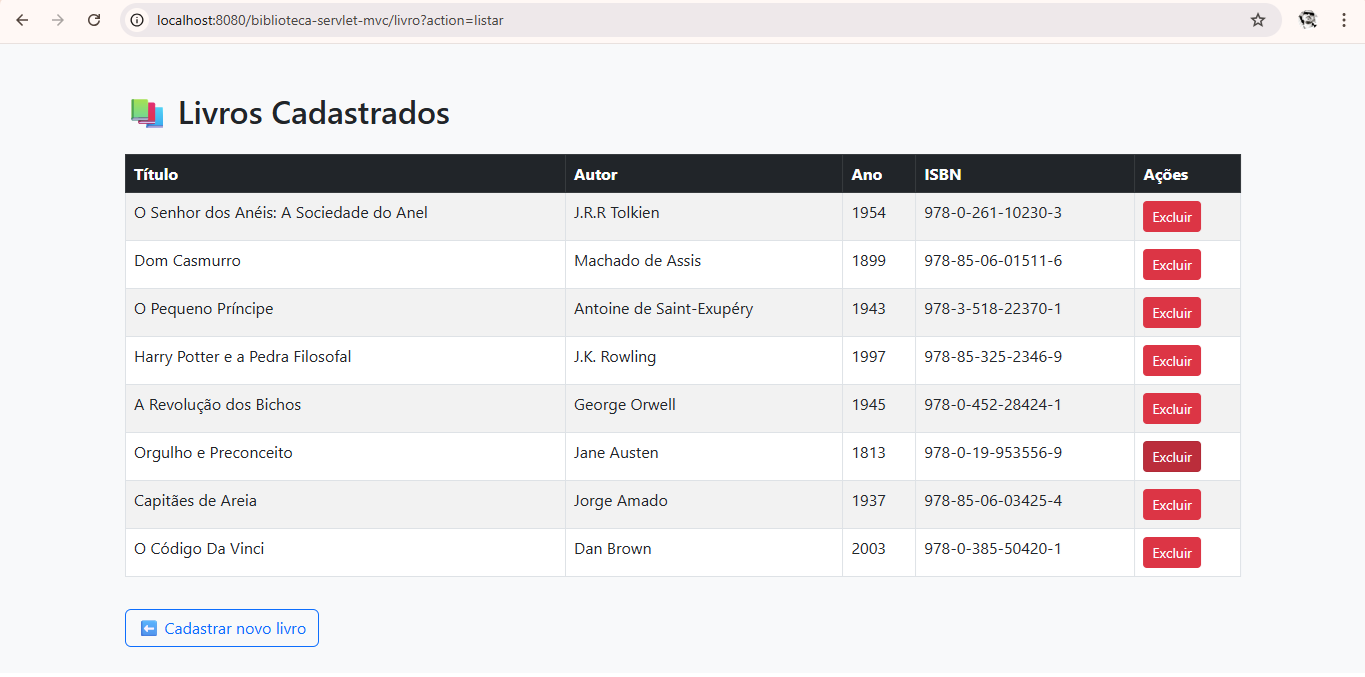 localhost:8080/biblioteca-servlet-mvc/livro?action=listar
Livros Cadastrados
Título Autor Ano ISBN Ações
O Senhor dos Anéis: A Sociedade do Anel J.R.R Tolkien 1954 978-0-261-10230-3 Excluir
Dom Casmurro Machado de Assis 1899 978-85-06-01511-6 Excluir
O Pequeno Príncipe Antoine de Saint-Exupéry 1943 978-3-518-22370-1 Excluir
Harry Potter e a Pedra Filosofal J.K. Rowling 1997 978-85-325-2346-9 Excluir
A Revolução dos Bichos George Orwell 1945 978-0-452-28424-1 Excluir
Orgulho e Preconceito Jane Austen 1813 978-0-19-953556-9 Excluir
Capitães de Areia Jorge Amado 1937 978-85-06-03425-4 Excluir
O Código Da Vinci Dan Brown 2003 978-0-385-50420-1 Excluir
Cadastrar novo livro